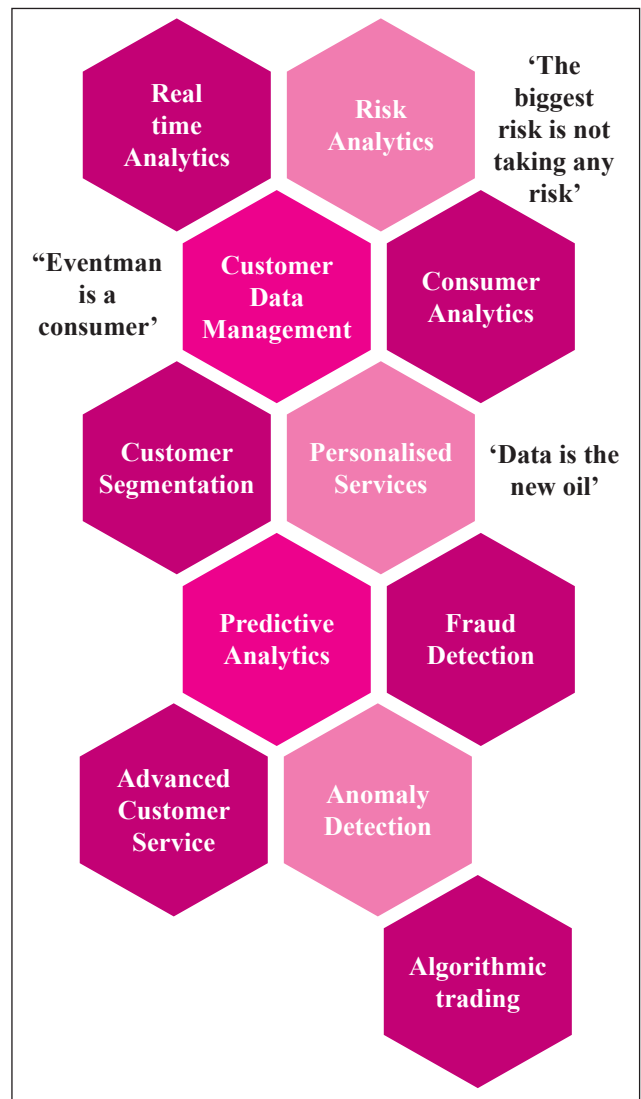 Real
time
Analytics
Risk
Analytics
‘The
biggest
risk is not
taking any
risk’
“Eventman
is a
consumer’
Customer
Data
Management
Consumer
Analytics
Customer
Segmentation
Personalised
Services
‘Data is the
new oil’
Predictive
Analytics
Fraud
Detection
Advanced
Customer
Service
Anomaly
Detection
Algorithmic
trading